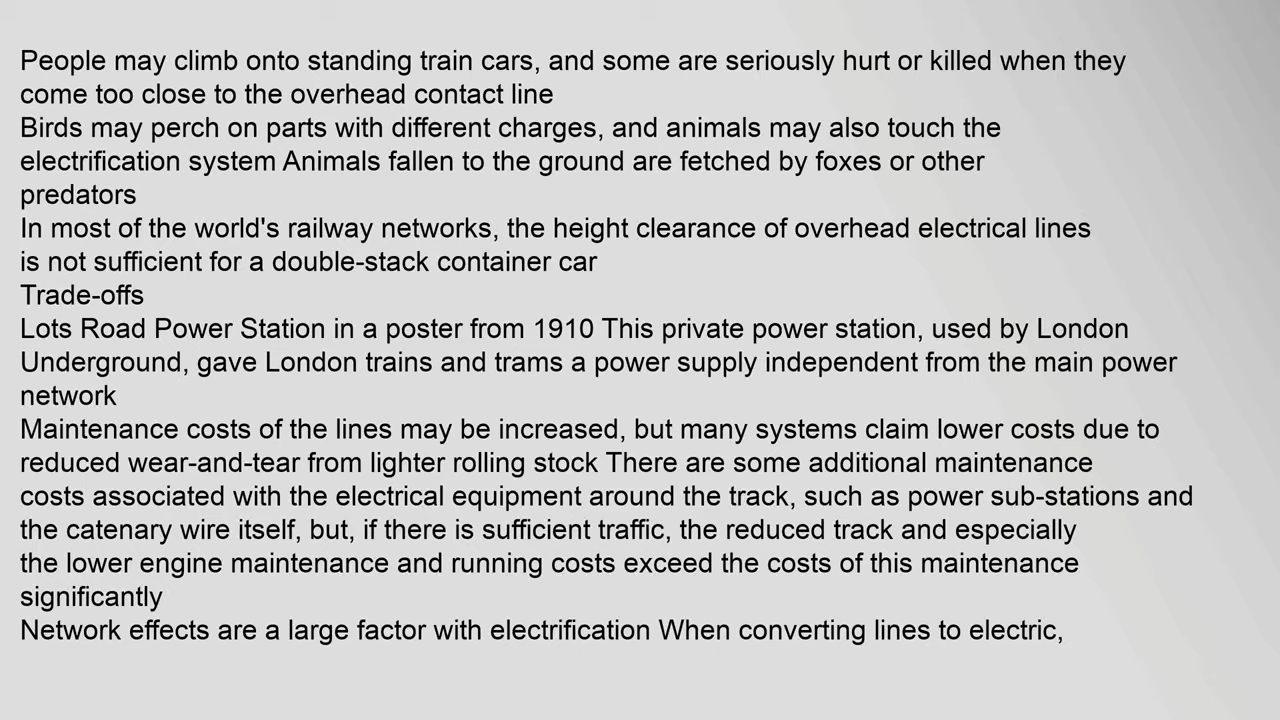 People may climb onto standing train cars, and some are seriously hurt or killed when they
come too close to the overhead contact line
Birds may perch on parts with different charges, and animals may also touch the
electrification system Animals fallen to the ground are fetched by foxes or other
predators
In most of the world's railway networks, the height clearance of overhead electrical lines
is not sufficient for a double-stack container car
Trade-offs
Lots Road Power Station in a poster from 1910 This private power station, used by London
Underground, gave London trains and trams a power supply independent from the main power
network
Maintenance costs of the lines may be increased, but many systems claim lower costs due to
reduced wear-and-tear from lighter rolling stock There are some additional maintenance
costs associated with the electrical equipment around the track, such as power sub-stations and
the catenary wire itself, but, if there is sufficient traffic, the reduced track and especially
the lower engine maintenance and running costs exceed the costs of this maintenance
significantly
Network effects are a large factor with electrification When converting lines to electric,